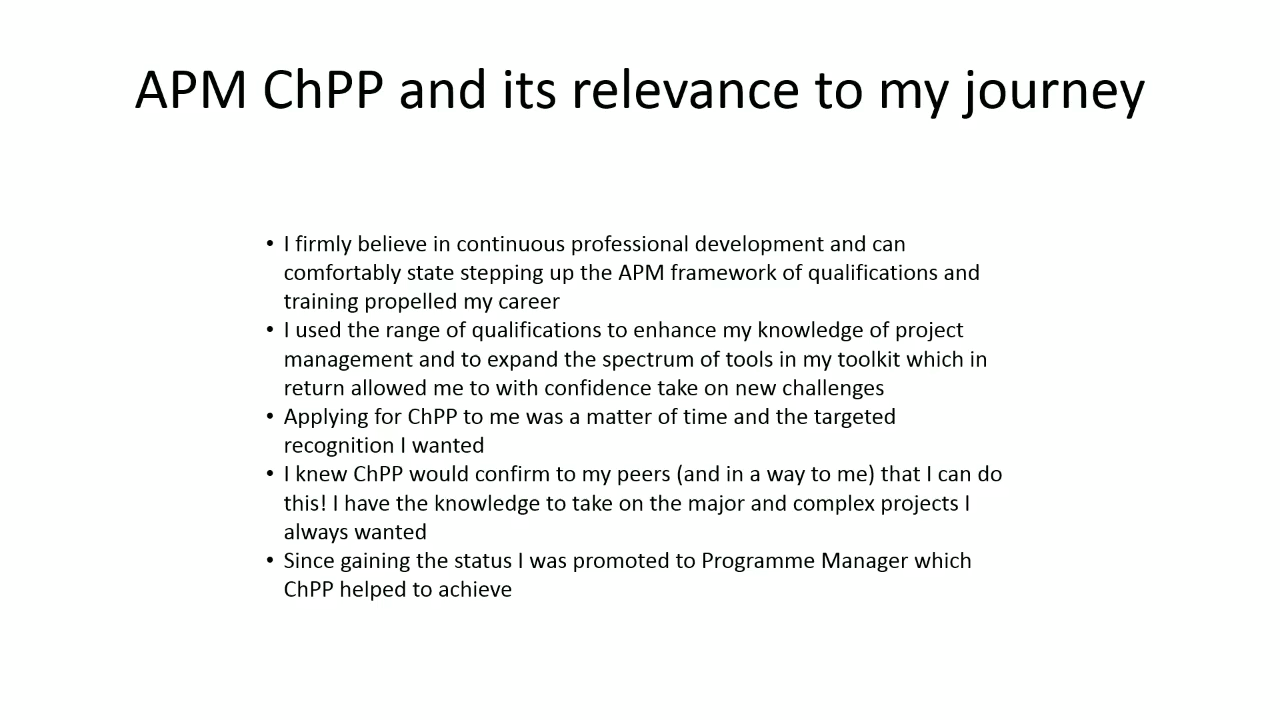 APM ChPP and its relevance to my journey
• I firmly believe in continuous professional development and can
comfortably state stepping up the APM framework of qualifications and
training propelled my career
• I used the range of qualifications to enhance my knowledge of project
management and to expand the spectrum of tools in my toolkit which in
return allowed me to with confidence take on new challenges
• Applying for ChPP to me was a matter of time and the targeted
recognition I wanted
• I knew ChPP would confirm to my peers (and in a way to me) that I can do
this! I have the knowledge to take on the major and complex projects I
always wanted
• Since gaining the status I was promoted to Programme Manager which
ChPP helped to achieve